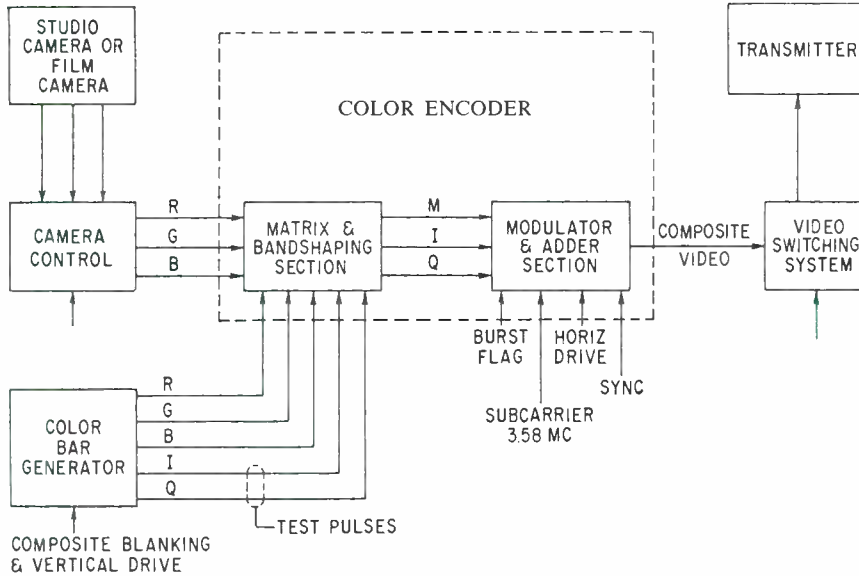 STUDIO
CAMERA OR
FILM
CAMERA
COLOR ENCODER
TRANSMITTER
CAMERA
CONTROL
R
G
B
MATRIX &
BANDSHAPING
SECTION
M
I
Q
MODULATOR
& ADDER
SECTION
COMPOSITE
VIDEO
VIDEO
SWITCHING
SYSTEM
BURST
FLAG
HORIZ
DRIVE
SYNC
SUBCARRIER
3.58 MC
COLOR
BAR
GENERATOR
R
G
B
I
Q
TEST PULSES
COMPOSITE BLANKING
& VERTICAL DRIVE